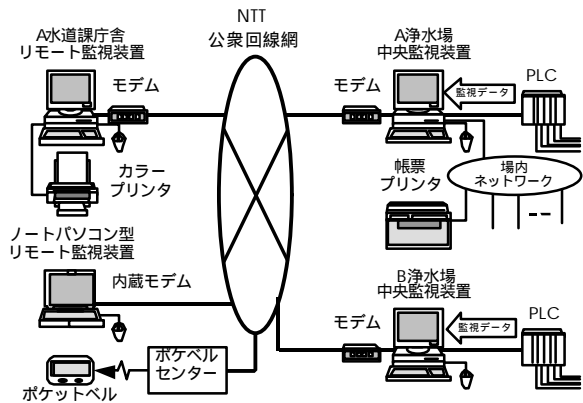 NTT
公衆回線網
A水道課庁舎
リモート監視装置
モデム
カラー
プリンタ
ノートパソコン型
リモート監視装置
内蔵モデム
ポケットベル
ポケベル
センター
A浄水場
中央監視装置
モデム
監視データ
PLC
帳票
プリンタ
場内
ネットワーク
B浄水場
中央監視装置
モデム
監視データ
PLC